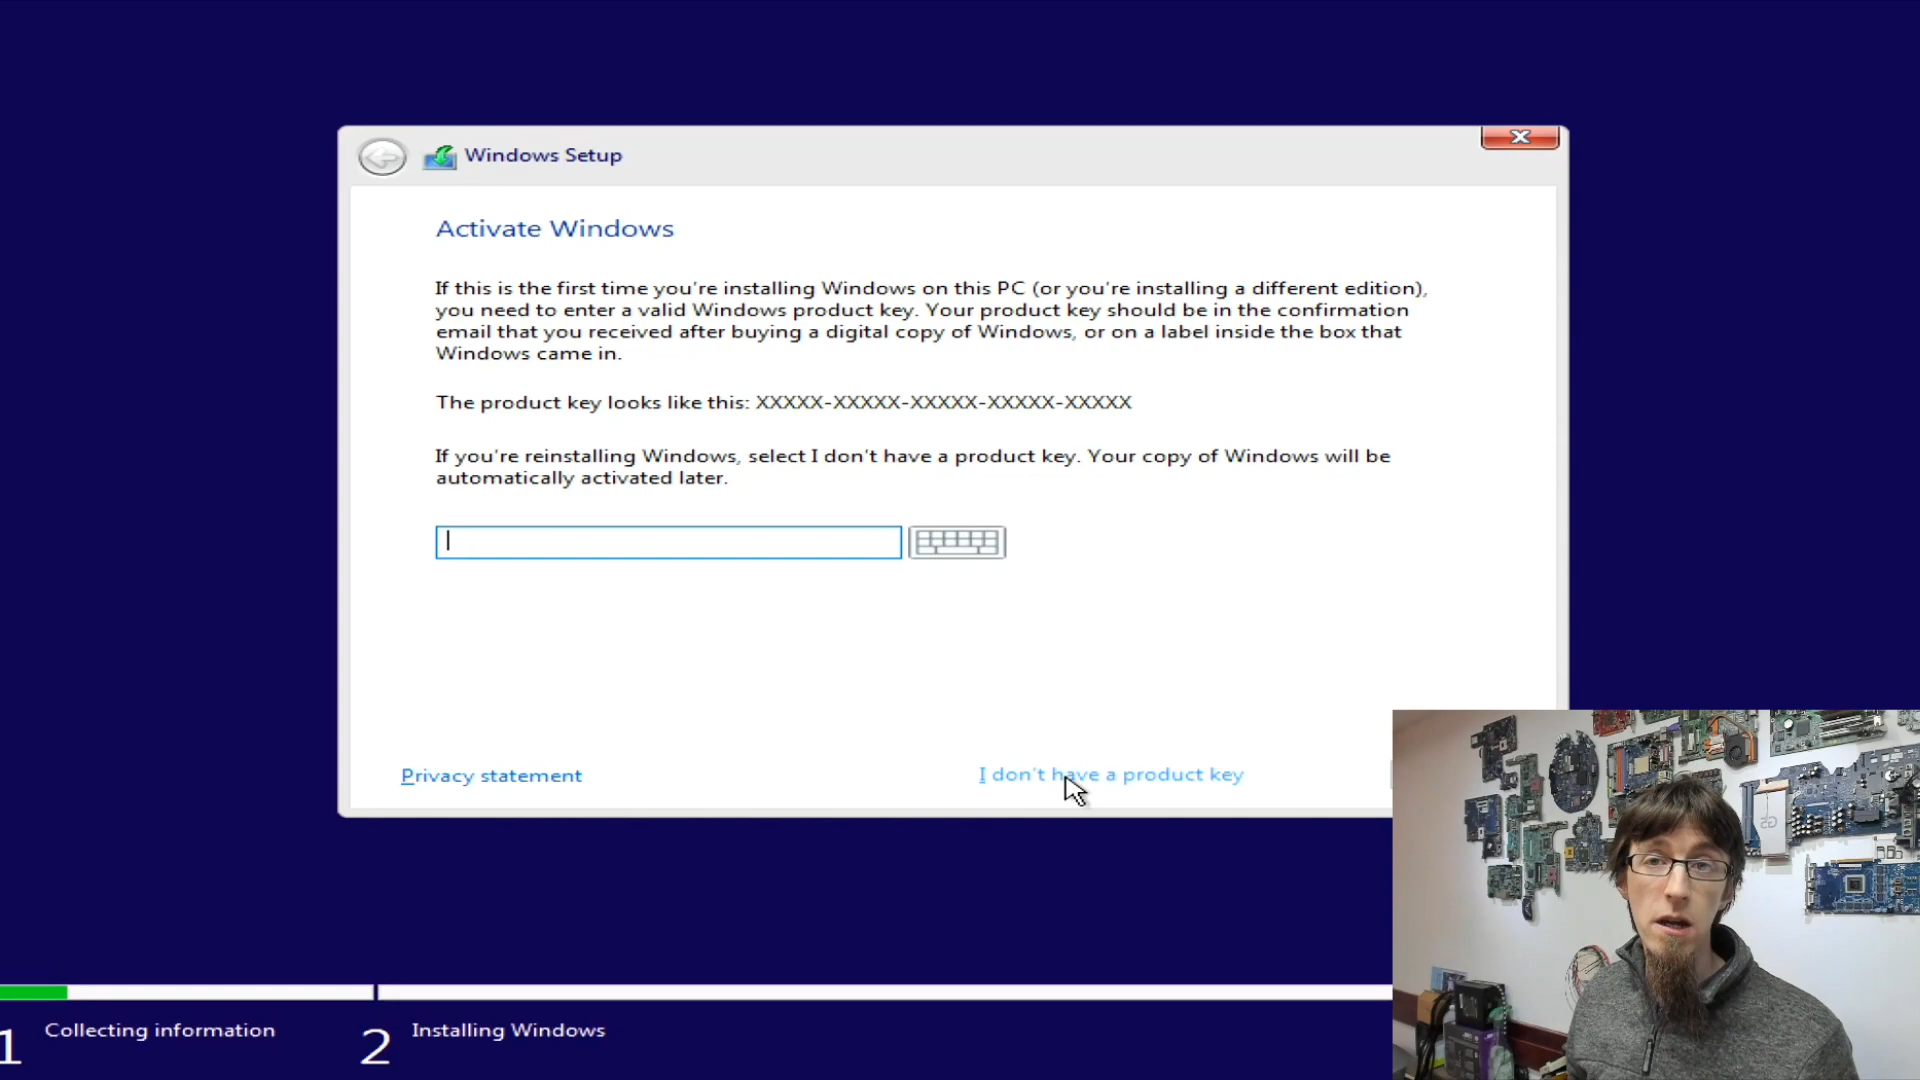 Windows Setup
Activate Windows
If this is the first time you're installing Windows on this PC (or you're installing a different edition),
you need to enter a valid Windows product key. Your product key should be in the confirmation
email that you received after buying a digital copy of Windows, or on a label inside the box that
Windows came in.
The product key looks like this: XXXXX-XXXXX-XXXXX-XXXXX-XXXXX
If you're reinstalling Windows, select I don't have a product key. Your copy of Windows will be
automatically activated later.
Privacy statement
I don't have a product key
1 Collecting information
2 Installing Windows